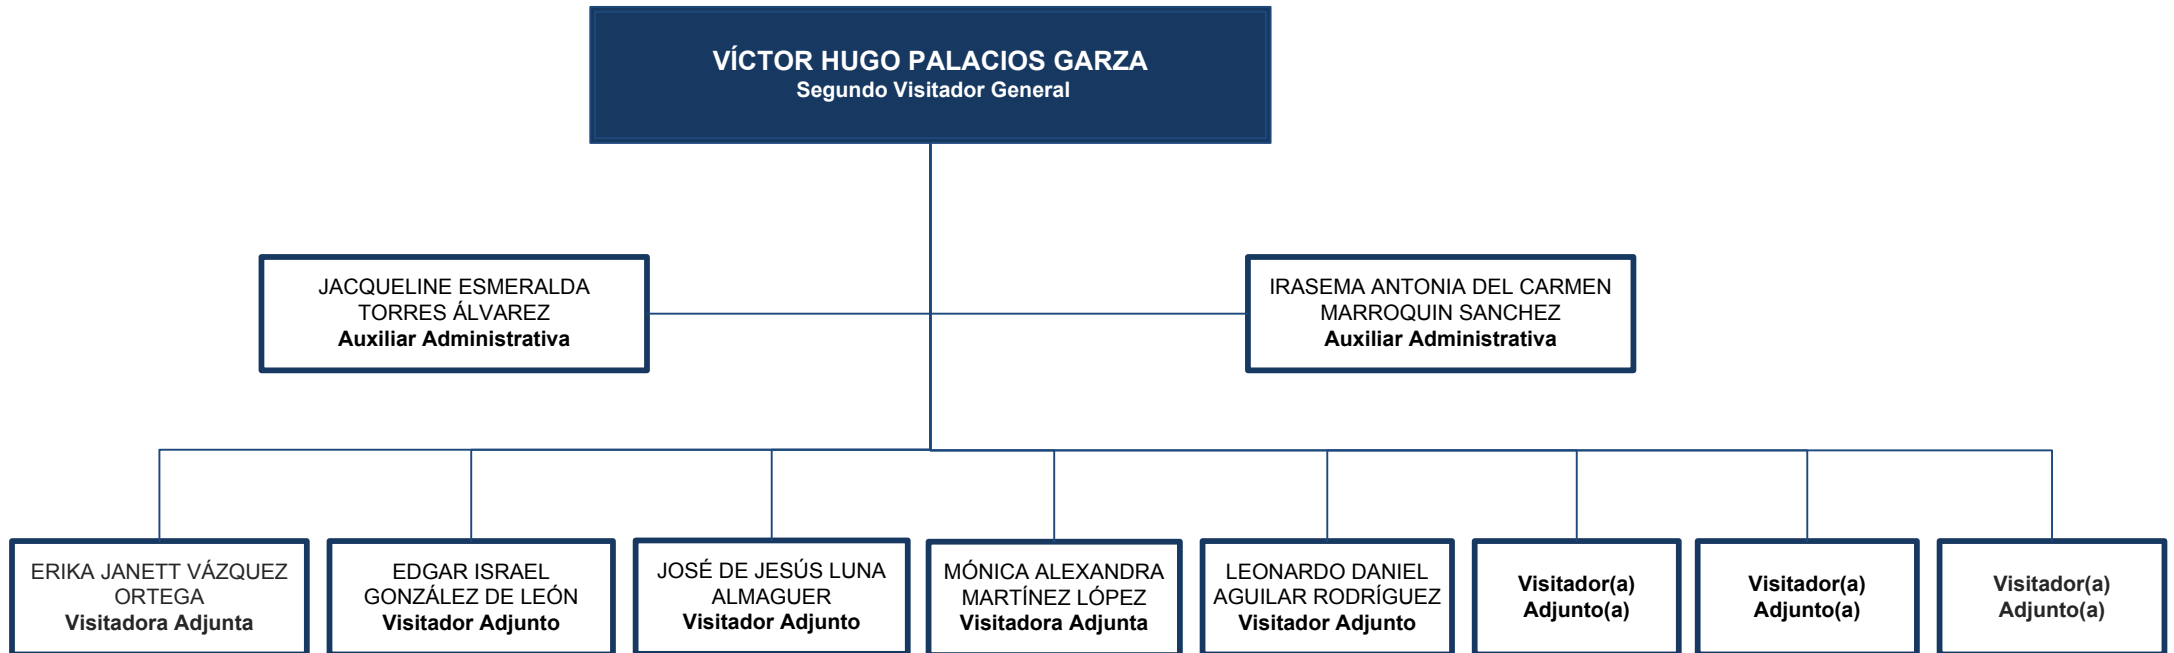 VÍCTOR HUGO PALACIOS GARZA
Segundo Visitador General
JACQUELINE ESMERALDA
TORRES ÁLVAREZ
Auxiliar Administrativa
IRASEMA ANTONIA DEL CARMEN
MARROQUIN SANCHEZ
Auxiliar Administrativa
ERIKA JANETT VÁZQUEZ
ORTEGA
Visitadora Adjunta
EDGAR ISRAEL
GONZÁLEZ DE LEÓN
Visitador Adjunto
JOSÉ DE JESÚS LUNA
ALMAGUER
Visitador Adjunto
MÓNICA ALEXANDRA
MARTÍNEZ LÓPEZ
Visitadora Adjunta
LEONARDO DANIEL
AGUILAR RODRÍGUEZ
Visitador Adjunto
Visitador(a)
Adjunto(a)
Visitador(a)
Adjunto(a)
Visitador(a)
Adjunto(a)